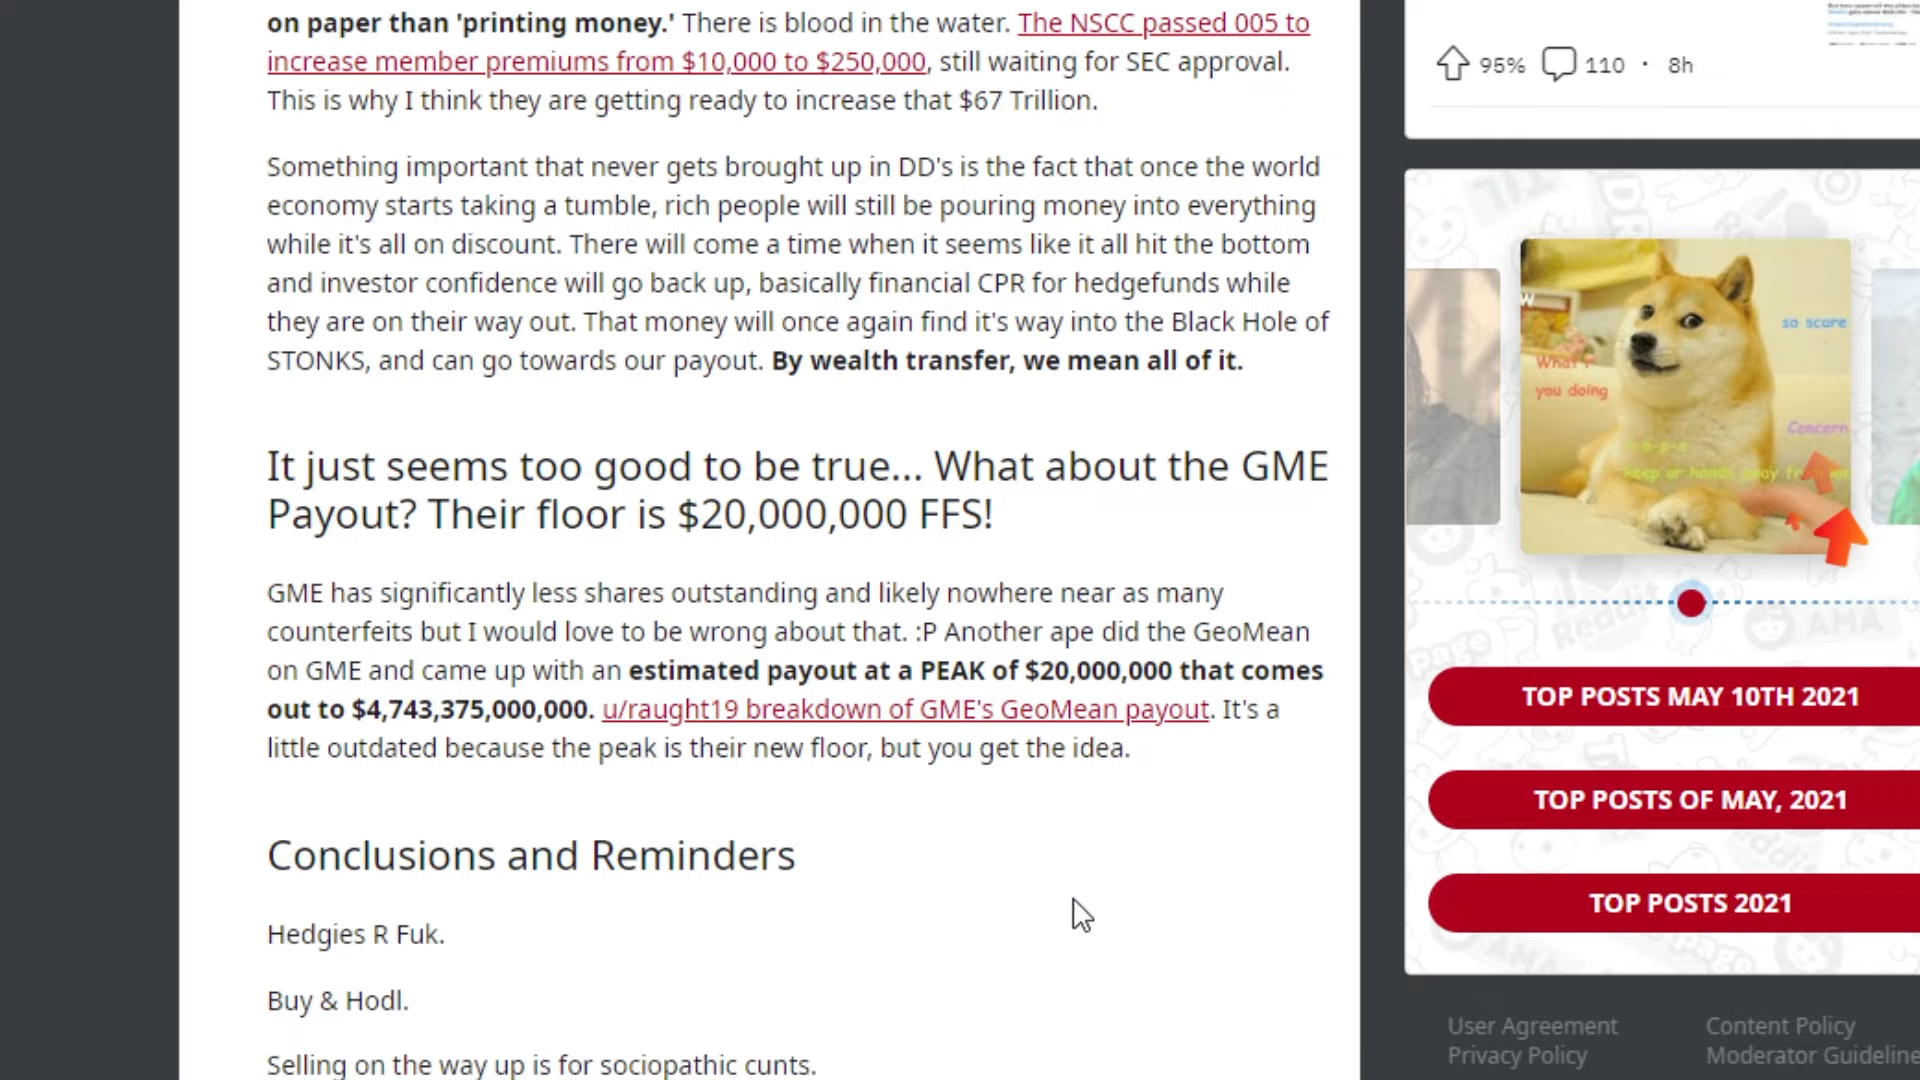 on paper than 'printing money.' There is blood in the water. The NSCC passed 005 to
increase member premiums from $10,000 to $250,000, still waiting for SEC approval.
This is why I think they are getting ready to increase that $67 Trillion.
Something important that never gets brought up in DD's is the fact that once the world
economy starts taking a tumble, rich people will still be pouring money into everything
while it's all on discount. There will come a time when it seems like it all hit the bottom
and investor confidence will go back up, basically financial CPR for hedgefunds while
they are on their way out. That money will once again find it's way into the Black Hole of
STONKS, and can go towards our payout. By wealth transfer, we mean all of it.
It just seems too good to be true... What about the GME
Payout? Their floor is $20,000,000 FFS!
GME has significantly less shares outstanding and likely nowhere near as many
counterfeits but I would love to be wrong about that. :P Another ape did the GeoMean
on GME and came up with an estimated payout at a PEAK of $20,000,000 that comes
out to $4,743,375,000,000. u/raught19 breakdown of GME's GeoMean payout. It's a
little outdated because the peak is their new floor, but you get the idea.
Conclusions and Reminders
Hedgies R Fuk.
Buy & Hodl.
Selling on the way up is for sociopathic cunts.
95% 110 · 8h
so scare
What r
you doing
Concern
keep ur hands away from me
TOP POSTS MAY 10TH 2021
TOP POSTS OF MAY, 2021
TOP POSTS 2021
User Agreement Content Policy
Privacy Policy Moderator Guideline